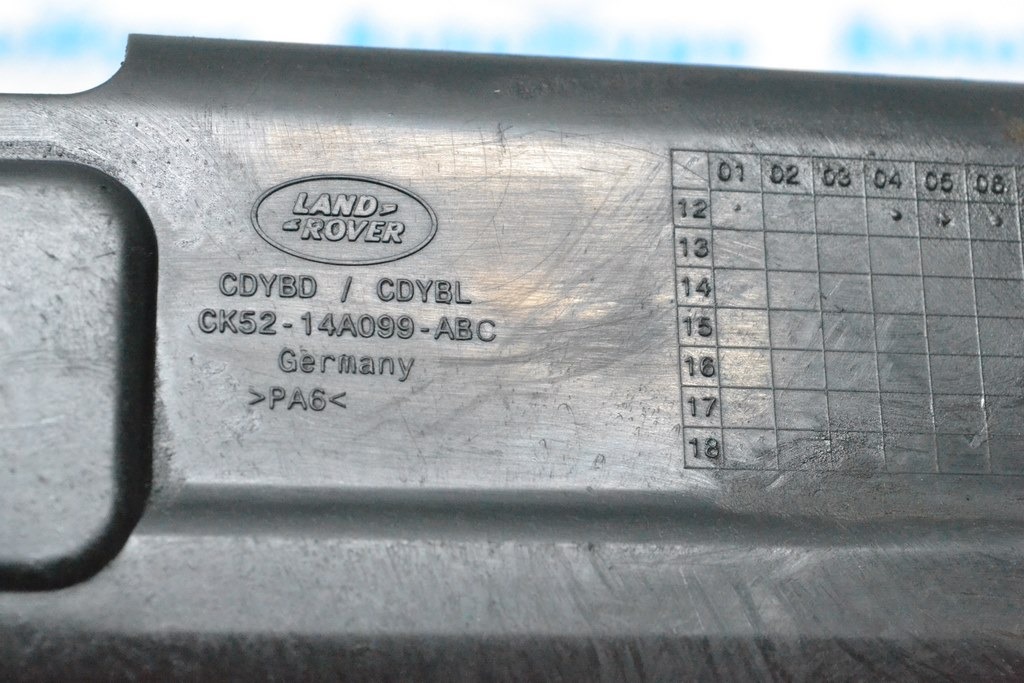 LAND
ROVER
CDYBD / CDYBL
CK52-14A099-ABC
Germany
>PA6<
01 02 03 04 05 06
12
13
14
15
16
17
18